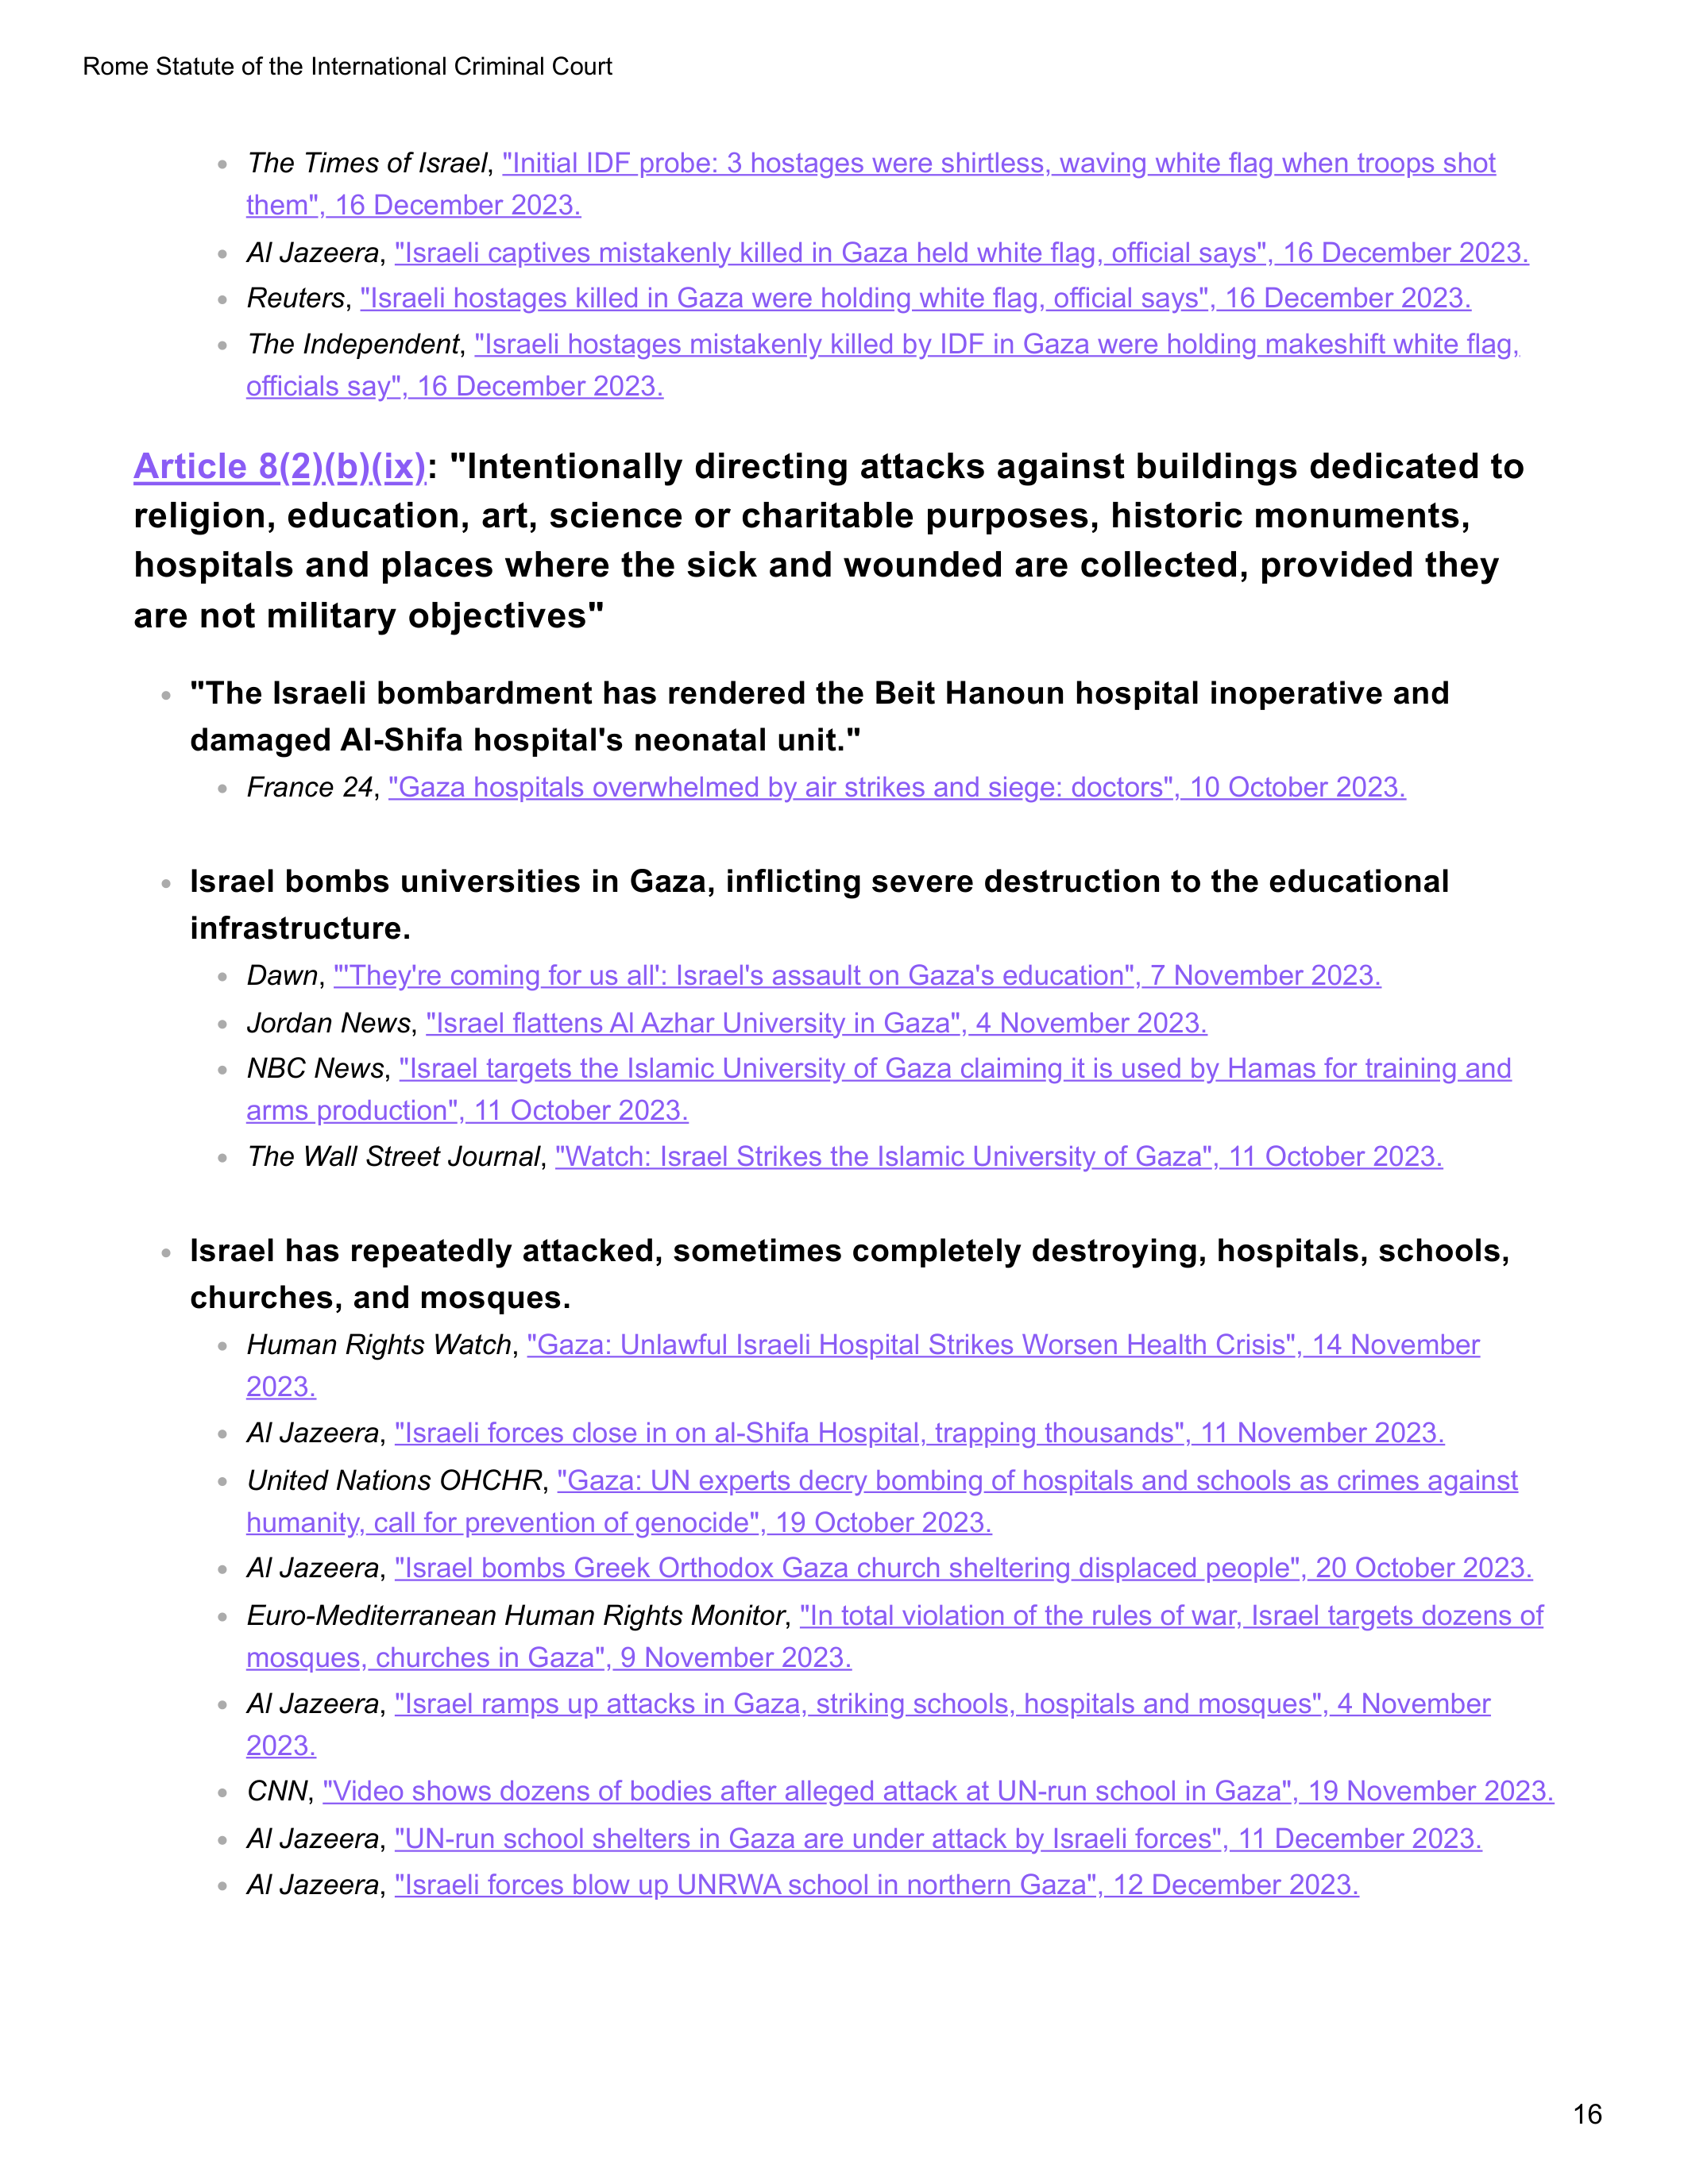 Rome Statute of the International Criminal Court
The Times of Israel, "Initial IDF probe: 3 hostages were shirtless, waving white flag when troops shot
them", 16 December 2023.
Al Jazeera, "Israeli captives mistakenly killed in Gaza held white flag, official says", 16 December 2023.
Reuters, "Israeli hostages killed in Gaza were holding white flag, official says", 16 December 2023.
The Independent, "Israeli hostages mistakenly killed by IDF in Gaza were holding makeshift white flag,
officials say", 16 December 2023.
Article 8(2)(b)(ix): "Intentionally directing attacks against buildings dedicated to
religion, education, art, science or charitable purposes, historic monuments,
hospitals and places where the sick and wounded are collected, provided they
are not military objectives"
"The Israeli bombardment has rendered the Beit Hanoun hospital inoperative and
damaged Al-Shifa hospital's neonatal unit."
France 24, "Gaza hospitals overwhelmed by air strikes and siege: doctors", 10 October 2023.
Israel bombs universities in Gaza, inflicting severe destruction to the educational
infrastructure.
Dawn, "'They're coming for us all': Israel's assault on Gaza's education", 7 November 2023.
Jordan News, "Israel flattens Al Azhar University in Gaza", 4 November 2023.
NBC News, "Israel targets the Islamic University of Gaza claiming it is used by Hamas for training and
arms production", 11 October 2023.
The Wall Street Journal, "Watch: Israel Strikes the Islamic University of Gaza", 11 October 2023.
Israel has repeatedly attacked, sometimes completely destroying, hospitals, schools,
churches, and mosques.
Human Rights Watch, "Gaza: Unlawful Israeli Hospital Strikes Worsen Health Crisis", 14 November
2023.
Al Jazeera, "Israeli forces close in on al-Shifa Hospital, trapping thousands", 11 November 2023.
United Nations OHCHR, "Gaza: UN experts decry bombing of hospitals and schools as crimes against
humanity, call for prevention of genocide", 19 October 2023.
Al Jazeera, "Israel bombs Greek Orthodox Gaza church sheltering displaced people", 20 October 2023.
Euro-Mediterranean Human Rights Monitor, "In total violation of the rules of war, Israel targets dozens of
mosques, churches in Gaza", 9 November 2023.
Al Jazeera, "Israel ramps up attacks in Gaza, striking schools, hospitals and mosques", 4 November
2023.
CNN, "Video shows dozens of bodies after alleged attack at UN-run school in Gaza", 19 November 2023.
Al Jazeera, "UN-run school shelters in Gaza are under attack by Israeli forces", 11 December 2023.
Al Jazeera, "Israeli forces blow up UNRWA school in northern Gaza", 12 December 2023.
16